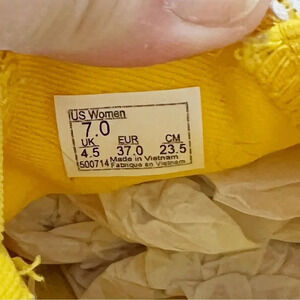 US Women
7.0
UK EUR CM
4.5 37.0 23.5
500714 Made in Vietnam
Fabriqué en Vietnam